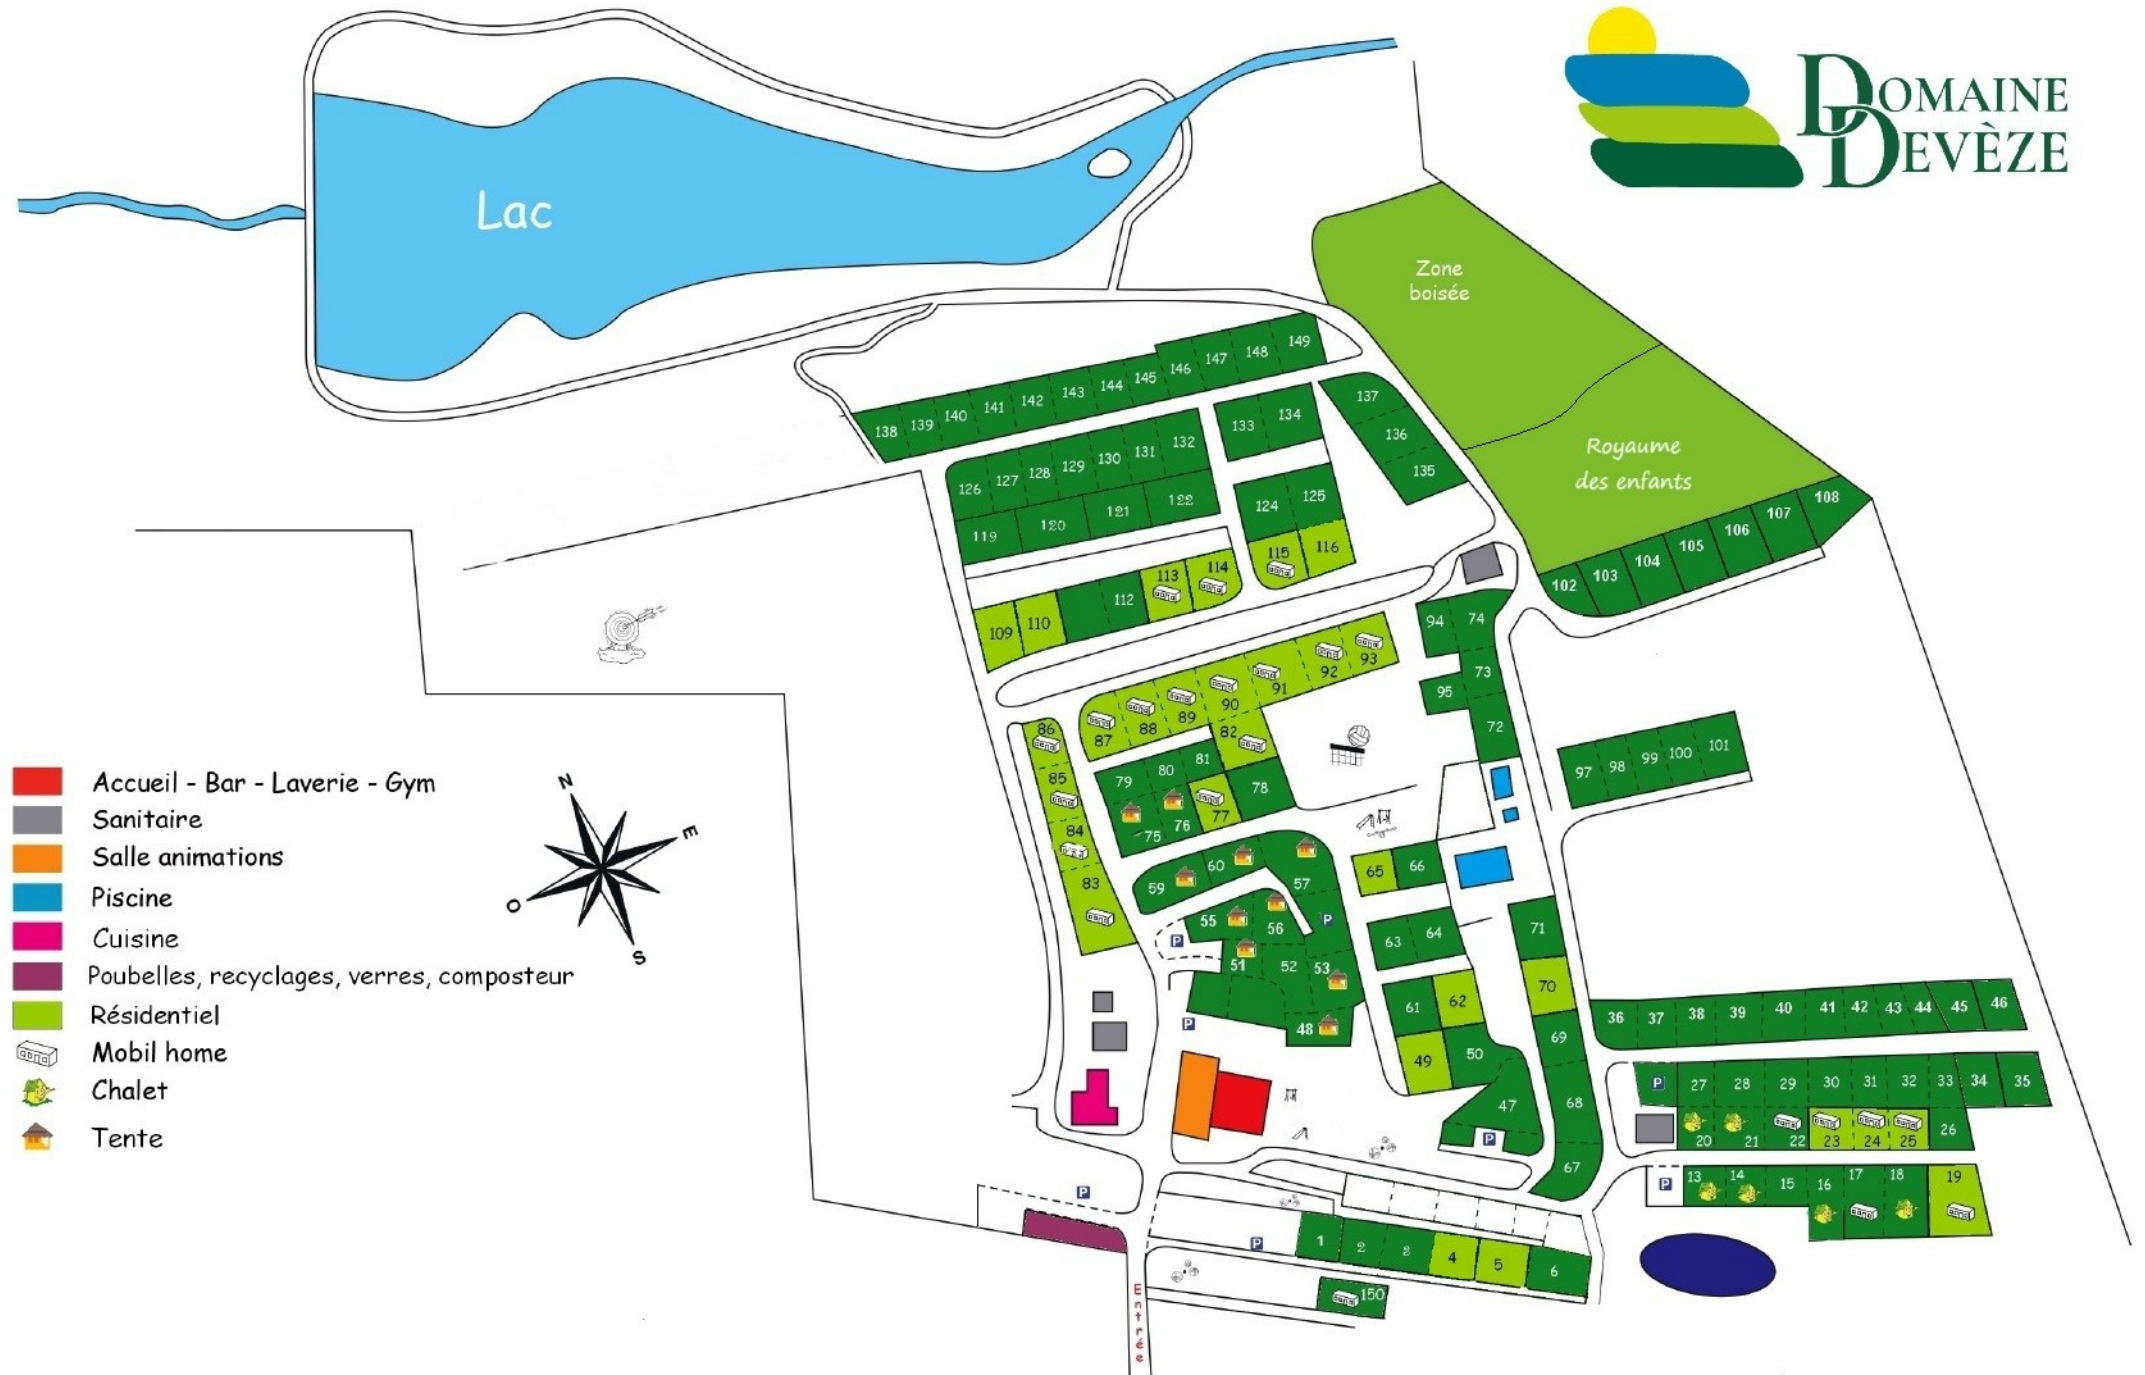 DOMAINE
DEVÈZE
Lac
Zone
boisée
Royaume
des enfants
138 139 140 141 142 143 144 145 146 147 148 149
137
136
135
133 134
126 127 128 129 130 131 132
119 120 121 122
124 125
115 116
109 110 112 113 114
102 103 104 105 106 107 108
94 74
73
95
72
97 98 99 100 101
87 88 89 90 91 92 93
82
86
85
84
83
79 80 81
75 76 77 78
59 60 57
P
55 56
P
51 52 53
48
P
65 66
63 64
61 62
49 50
47
P
71
70
69
68
67
36 37 38 39 40 41 42 43 44 45 46
P 27 28 29 30 31 32 33 34 35
20 21 22 23 24 25 26
P 13 14 15 16 17 18 19
P
P 1 2 3 4 5 6
150
Entrée
N
E
O
S
Accueil - Bar - Laverie - Gym
Sanitaire
Salle animations
Piscine
Cuisine
Poubelles, recyclages, verres, composteur
Résidentiel
Mobil home
Chalet
Tente